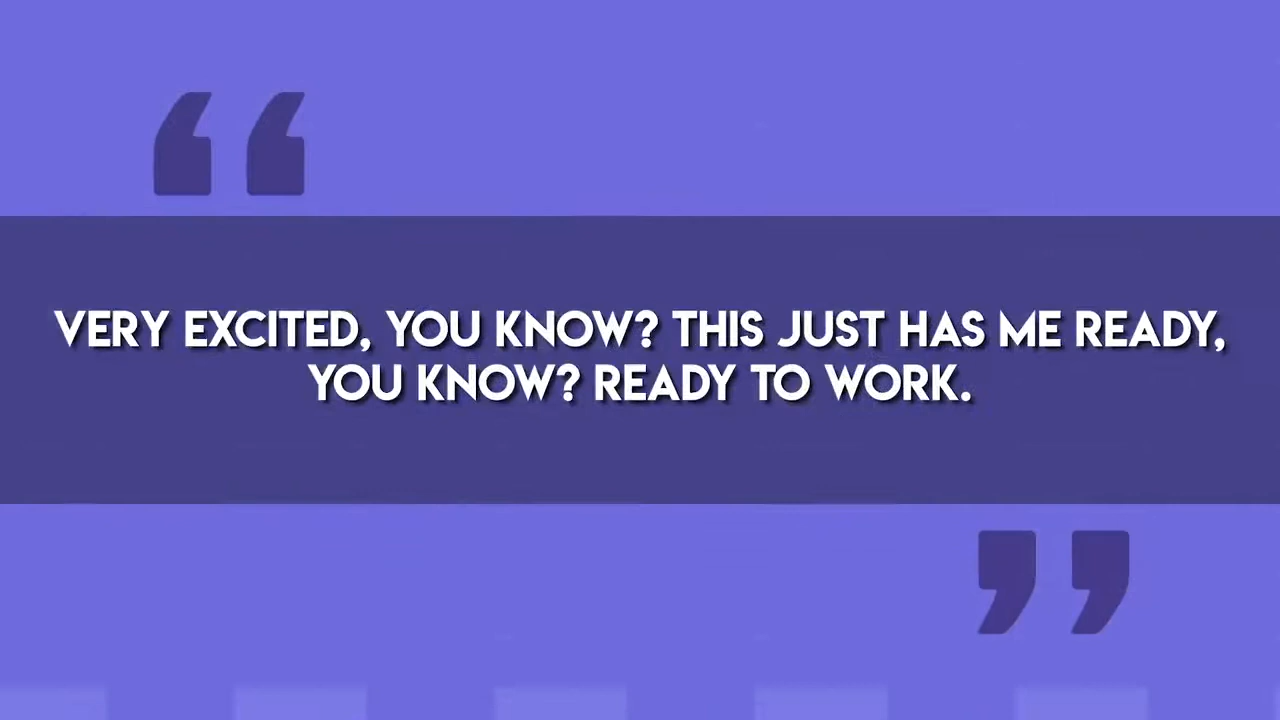 VERY EXCITED, YOU KNOW? THIS JUST HAS ME READY,
YOU KNOW? READY TO WORK.